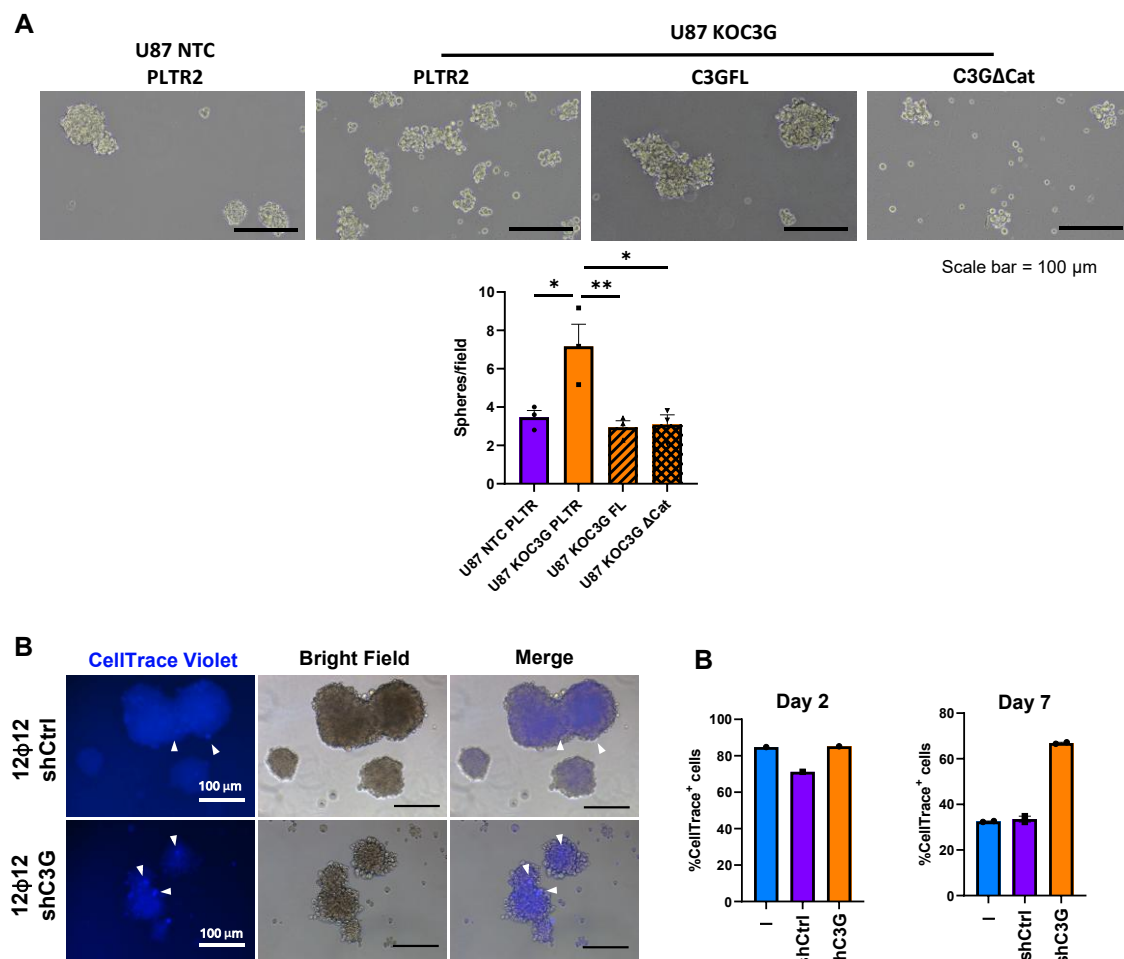 A
U87 NTC
PLTR2
U87 KOC3G
PLTR2
C3GFL
C3GΔCat
Scale bar = 100 µm
*
*
**
10
8
6
4
2
0
Spheres/field
U87 NTC PLTR
U87 KOC3G PLTR
U87 KOC3G FL
U87 KOC3G ΔCat
B
CellTrace Violet
Bright Field
Merge
12ϕ12
shCtrl
100 µm
12ϕ12
shC3G
100 µm
B
Day 2
100
80
60
40
20
0
%CellTrace⁺ cells
–
shCtrl
shC3G
Day 7
80
60
40
20
0
%CellTrace⁺ cells
–
shCtrl
shC3G